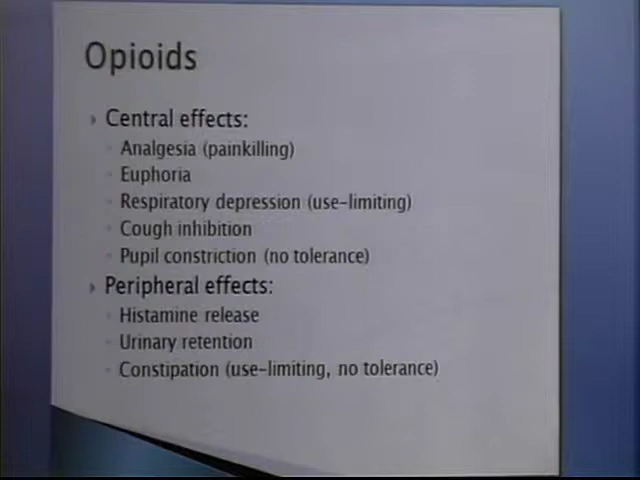 Opioids
Central effects:
Analgesia (painkilling)
Euphoria
Respiratory depression (use-limiting)
Cough inhibition
Pupil constriction (no tolerance)
Peripheral effects:
Histamine release
Urinary retention
Constipation (use-limiting, no tolerance)